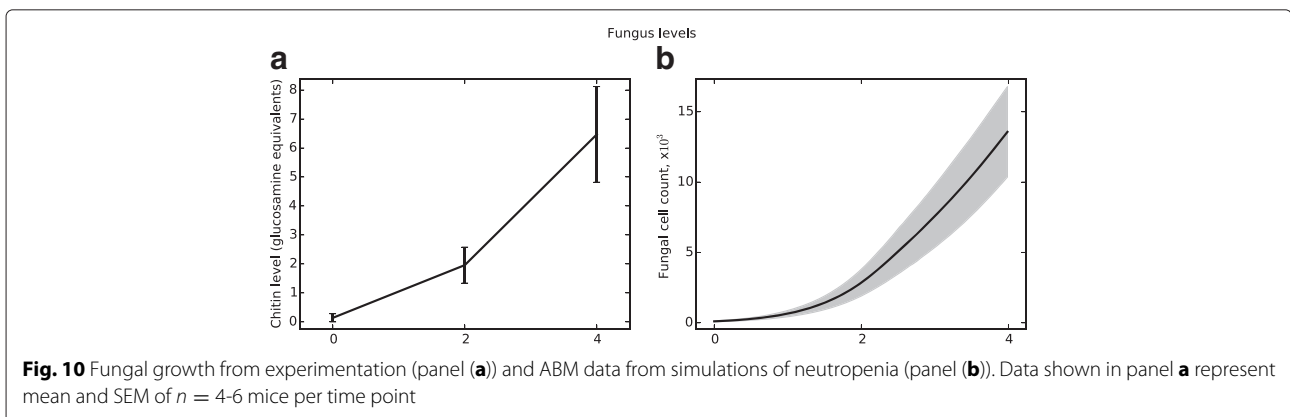 Fungus levels
a
b
Chitin level (glucosamine equivalents)
8
7
6
5
4
3
2
1
0
0 2 4
Fungal cell count, x10³
15
10
5
0
0 2 4
Fig. 10 Fungal growth from experimentation (panel (a)) and ABM data from simulations of neutropenia (panel (b)). Data shown in panel a represent
mean and SEM of n = 4-6 mice per time point